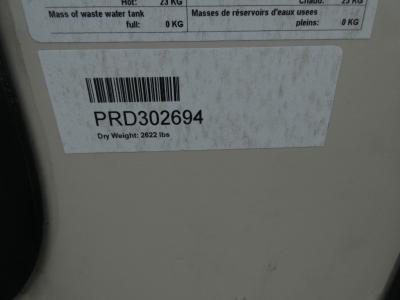 Hot: 23 KG
Chaud: 23 KG
Mass of waste water tank full: 0 KG
Masses de réservoirs d'eaux usees pleins: 0 KG
PRD302694
Dry Weight: 2622 lbs